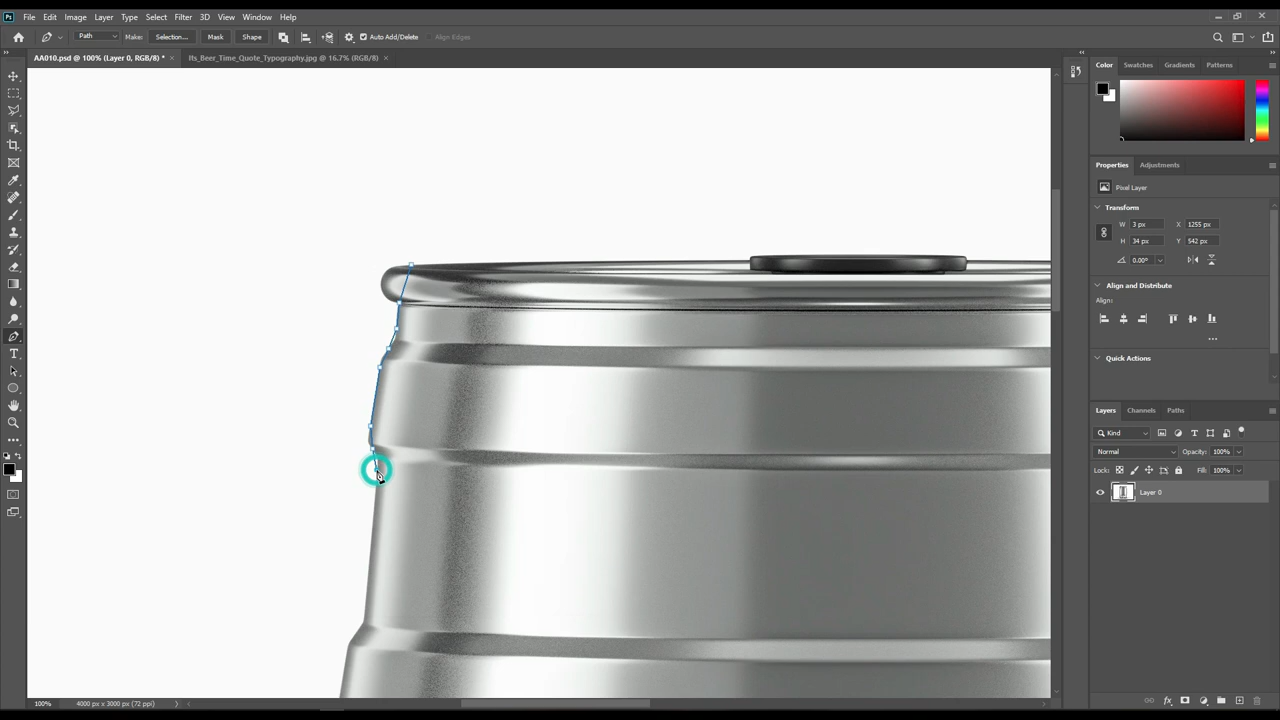 Ps File Edit Image Layer Type Select Filter 3D View Window Help
Path Make: Selection... Mask Shape Auto Add/Delete Align Edges
AA010.psd @ 100% (Layer 0, RGB/8) * Its_Beer_Time_Quote_Typography.jpg @ 16.7% (RGB/8)
Color Swatches Gradients Patterns
Properties Adjustments
Pixel Layer
Transform
W 3 px X 1255 px
H 34 px Y 542 px
0.00°
Align and Distribute
Align:
Quick Actions
Layers Channels Paths
Kind
Normal Opacity: 100%
Lock: Fill: 100%
Layer 0
fx
100% 4000 px x 3000 px (72 ppi)